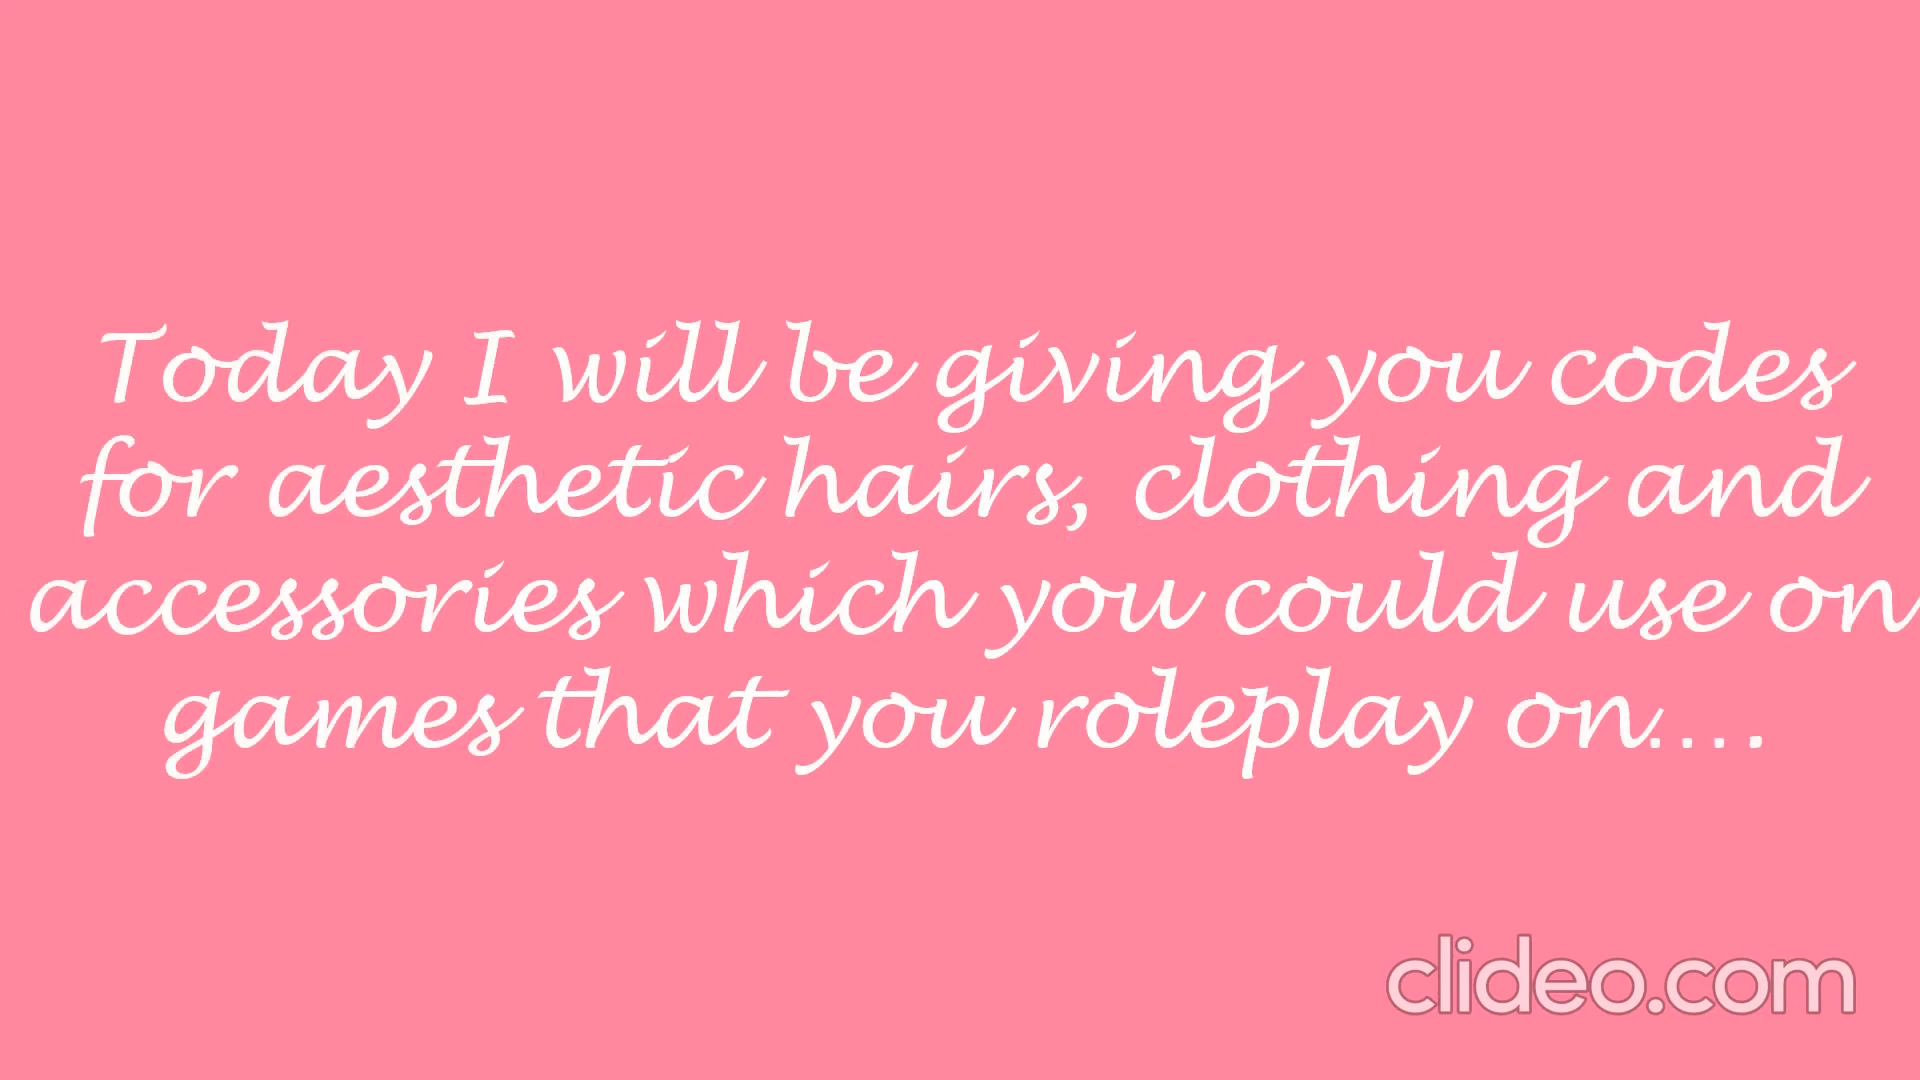 Today I will be giving you codes
for aesthetic hairs, clothing and
accessories which you could use on
games that you roleplay on....
clideo.com